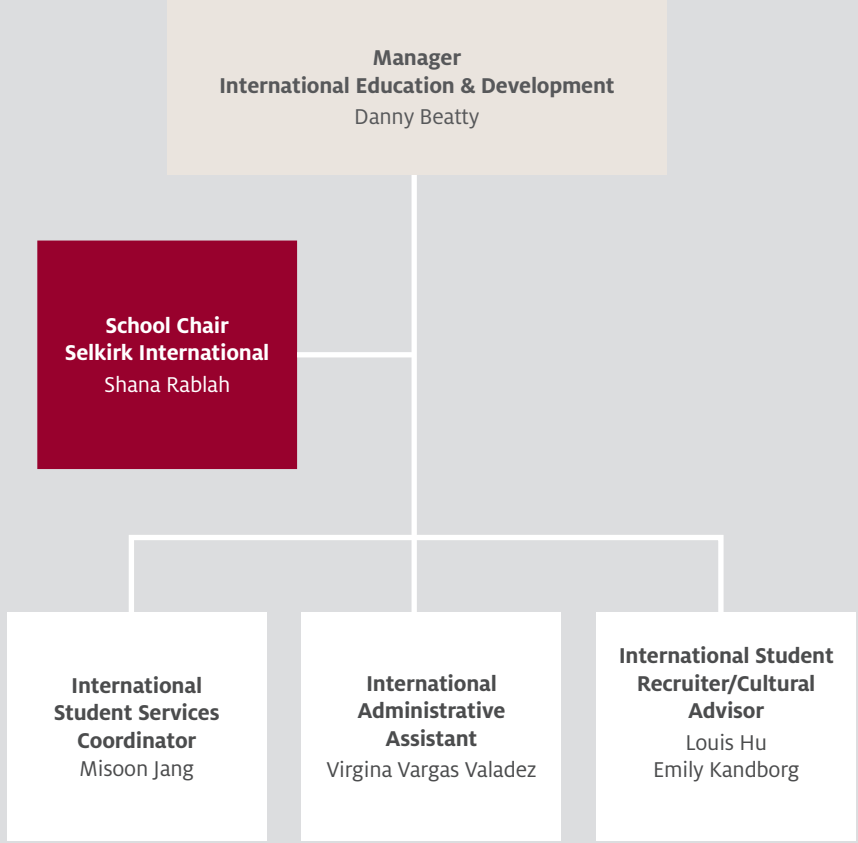 Manager
International Education & Development
Danny Beatty
School Chair
Selkirk International
Shana Rablah
International
Student Services
Coordinator
Misoon Jang
International
Administrative
Assistant
Virgina Vargas Valadez
International Student
Recruiter/Cultural
Advisor
Louis Hu
Emily Kandborg